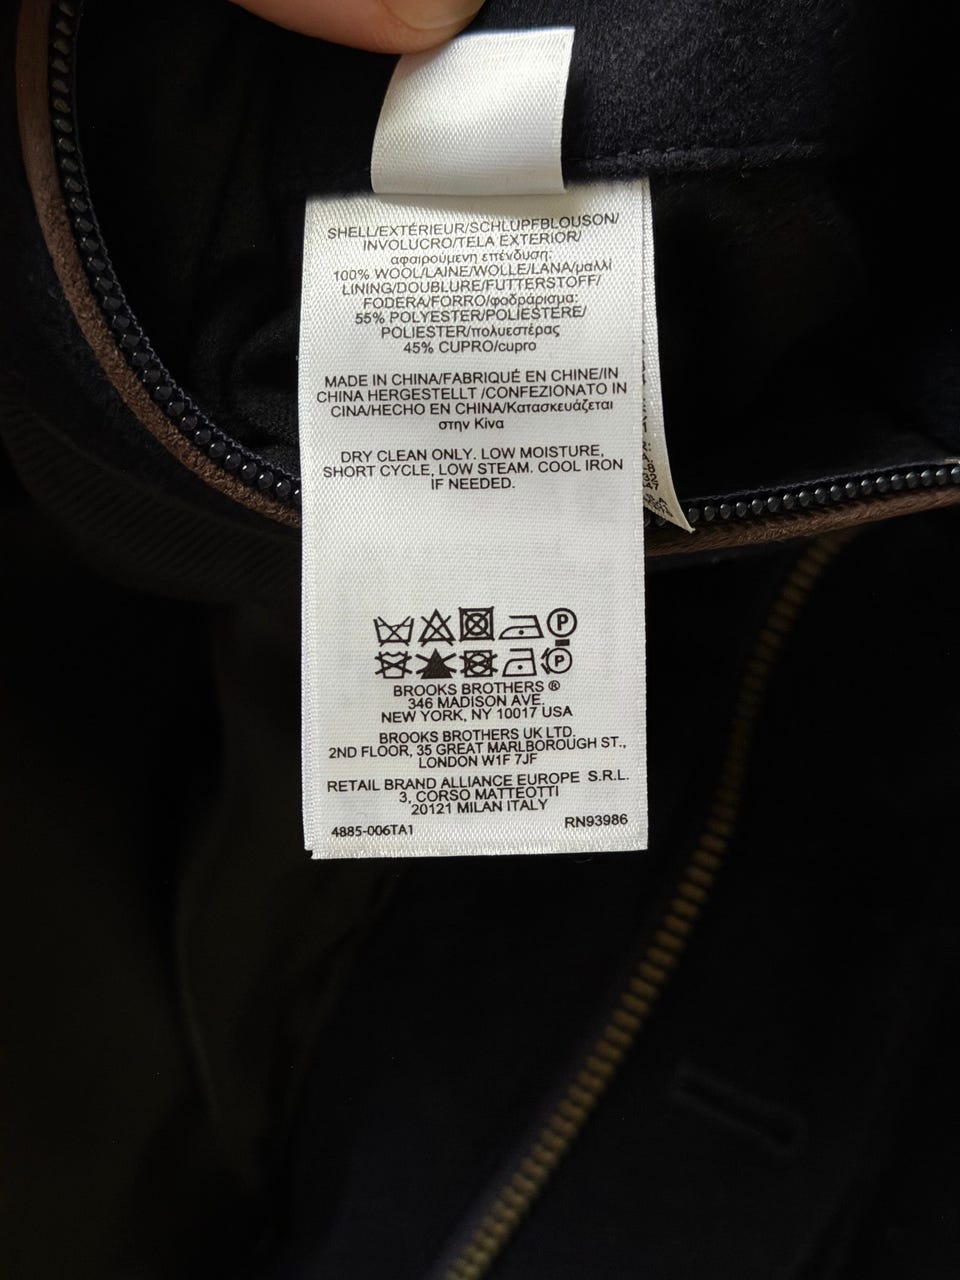 SHELL/EXTÉRIEUR/SCHLUPFBLOUSON/
INVOLUCRO/TELA EXTERIOR/
αφαιρούμενη επένδυση:
100% WOOL/LAINE/WOLLE/LANA/μαλλί
LINING/DOUBLURE/FUTTERSTOFF/
FODERA/FORRO/φοδράρισμα:
55% POLYESTER/POLIESTERE/
POLIESTER/πολυεστέρας
45% CUPRO/cupro
MADE IN CHINA/FABRIQUÉ EN CHINE/IN
CHINA HERGESTELLT /CONFEZIONATO IN
CINA/HECHO EN CHINA/Κατασκευάζεται
στην Κίνα
DRY CLEAN ONLY. LOW MOISTURE,
SHORT CYCLE, LOW STEAM. COOL IRON
IF NEEDED.
P
P
BROOKS BROTHERS ®
346 MADISON AVE.
NEW YORK, NY 10017 USA
BROOKS BROTHERS UK LTD.
2ND FLOOR, 35 GREAT MARLBOROUGH ST.,
LONDON W1F 7JF
RETAIL BRAND ALLIANCE EUROPE S.R.L.
3, CORSO MATTEOTTI
20121 MILAN ITALY
4885-006TA1 RN93986